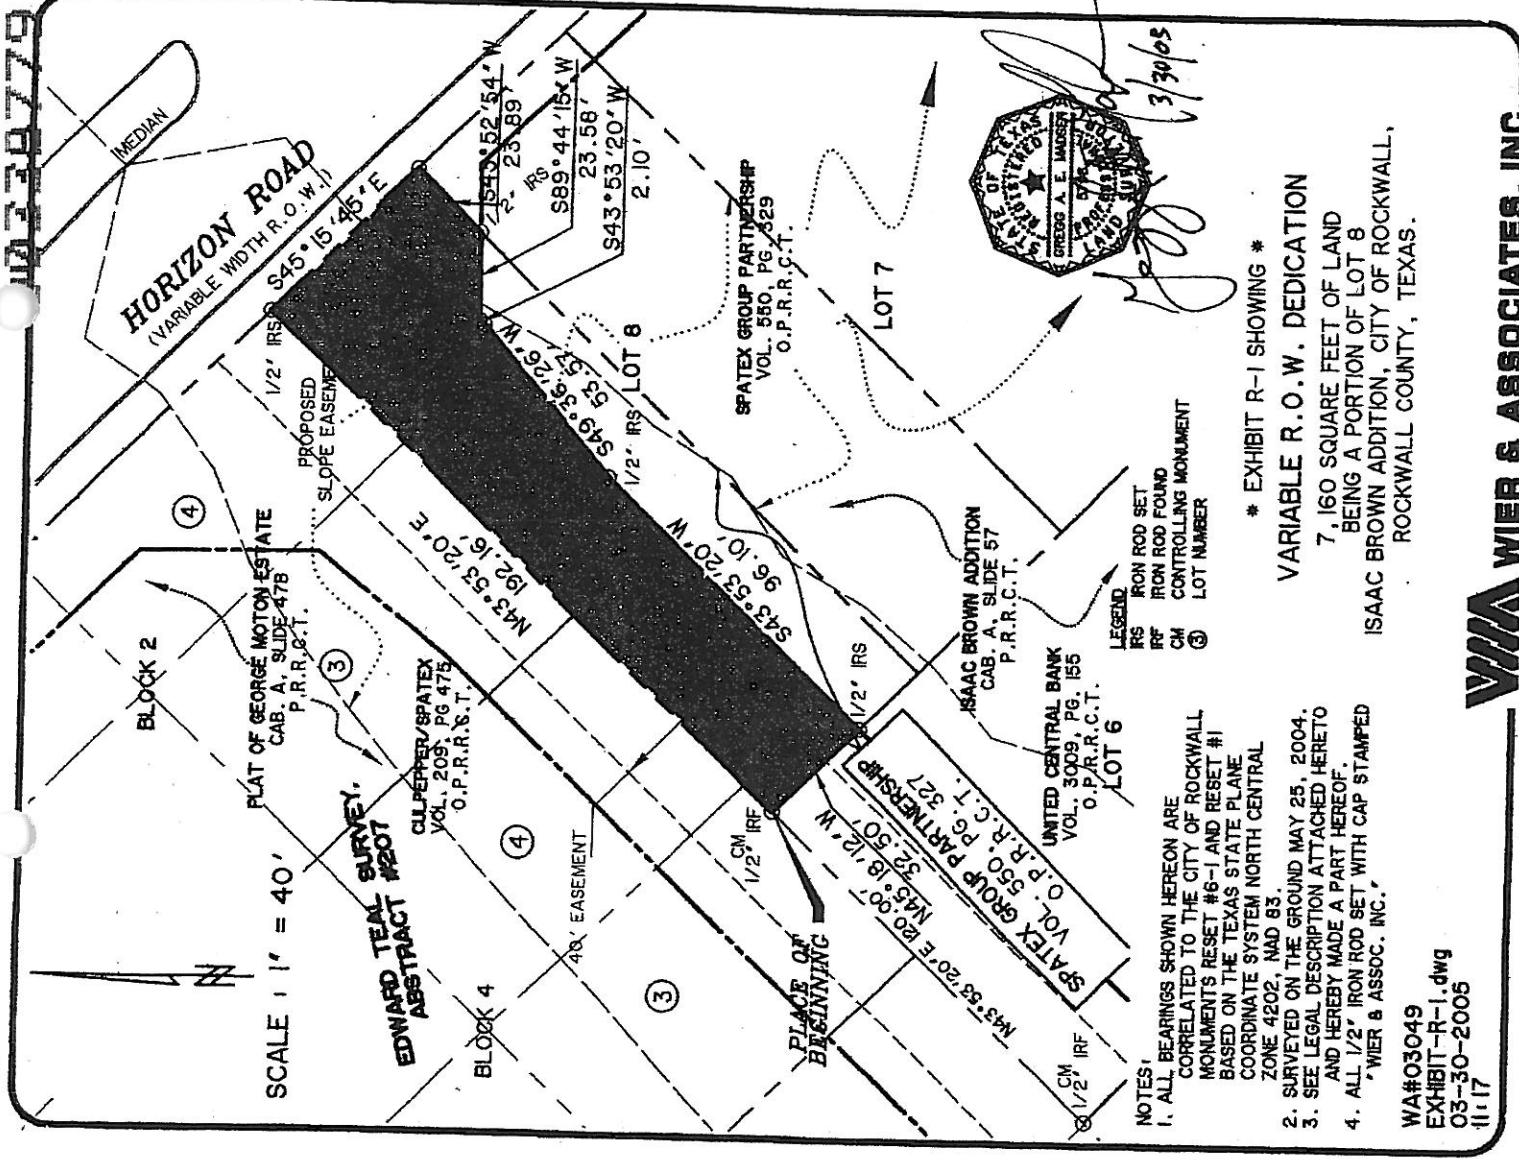 SCALE : 1" = 40'
EDWARD TEAL SURVEY,
ABSTRACT #207
BLOCK 4
BLOCK 2
PLAT OF GEORGE MOTON ESTATE
CAB. A, SLIDE 47B
P.R.R.C.T.
CULPEPPER/SPATEX
VOL. 209, PG 475
O.P.R.R.C.T.
④
③
④
③
40' EASEMENT
HORIZON ROAD
(VARIABLE WIDTH R.O.W.)
MEDIAN
PROPOSED
SLOPE EASEMENT
1/2" IRS
S45°15'45"E
S43°52'54"W
23.89'
1/2" IRS
S89°44'15"W
23.58'
S43°53'20"W
2.10'
S49°36'26"W
53.57'
1/2" IRS
LOT 8
N43°53'20"E
192.16'
S43°53'20"W
96.10'
1/2" IRS
CM
1/2" IRF
PLACE OF
BEGINNING
N45°18'12"W
32.50'
N43°53'20"E 120.00'
CM
1/2" IRF
SPATEX GROUP PARTNERSHIP
VOL. 550, PG. 327
O.P.R.R.C.T.
SPATEX GROUP PARTNERSHIP
VOL. 550, PG. 329
O.P.R.R.C.T.
LOT 7
ISAAC BROWN ADDITION
CAB. A, SLIDE 57
P.R.R.C.T.
UNITED CENTRAL BANK
VOL. 3009, PG. 155
O.P.R.R.C.T.
LOT 6
LEGEND
IRS IRON ROD SET
IRF IRON ROD FOUND
CM CONTROLLING MONUMENT
③ LOT NUMBER
STATE OF TEXAS
REGISTERED
GREGG A. E. MADSEN
PROFESSIONAL
LAND SURVEYOR
3/30/05
NOTES:
1. ALL BEARINGS SHOWN HEREON ARE
CORRELATED TO THE CITY OF ROCKWALL
MONUMENTS RESET #6-1 AND RESET #1
BASED ON THE TEXAS STATE PLANE
COORDINATE SYSTEM NORTH CENTRAL
ZONE 4202, NAD 83.
2. SURVEYED ON THE GROUND MAY 25, 2004.
3. SEE LEGAL DESCRIPTION ATTACHED HERETO
AND HEREBY MADE A PART HEREOF.
4. ALL 1/2" IRON ROD SET WITH CAP STAMPED
"WIER & ASSOC. INC."
* EXHIBIT R-1 SHOWING *
VARIABLE R.O.W. DEDICATION
7,160 SQUARE FEET OF LAND
BEING A PORTION OF LOT 8
ISAAC BROWN ADDITION, CITY OF ROCKWALL,
ROCKWALL COUNTY, TEXAS.
WA#03049
EXHIBIT-R-1.dwg
03-30-2005
11:17
WA WIER & ASSOCIATES, INC.